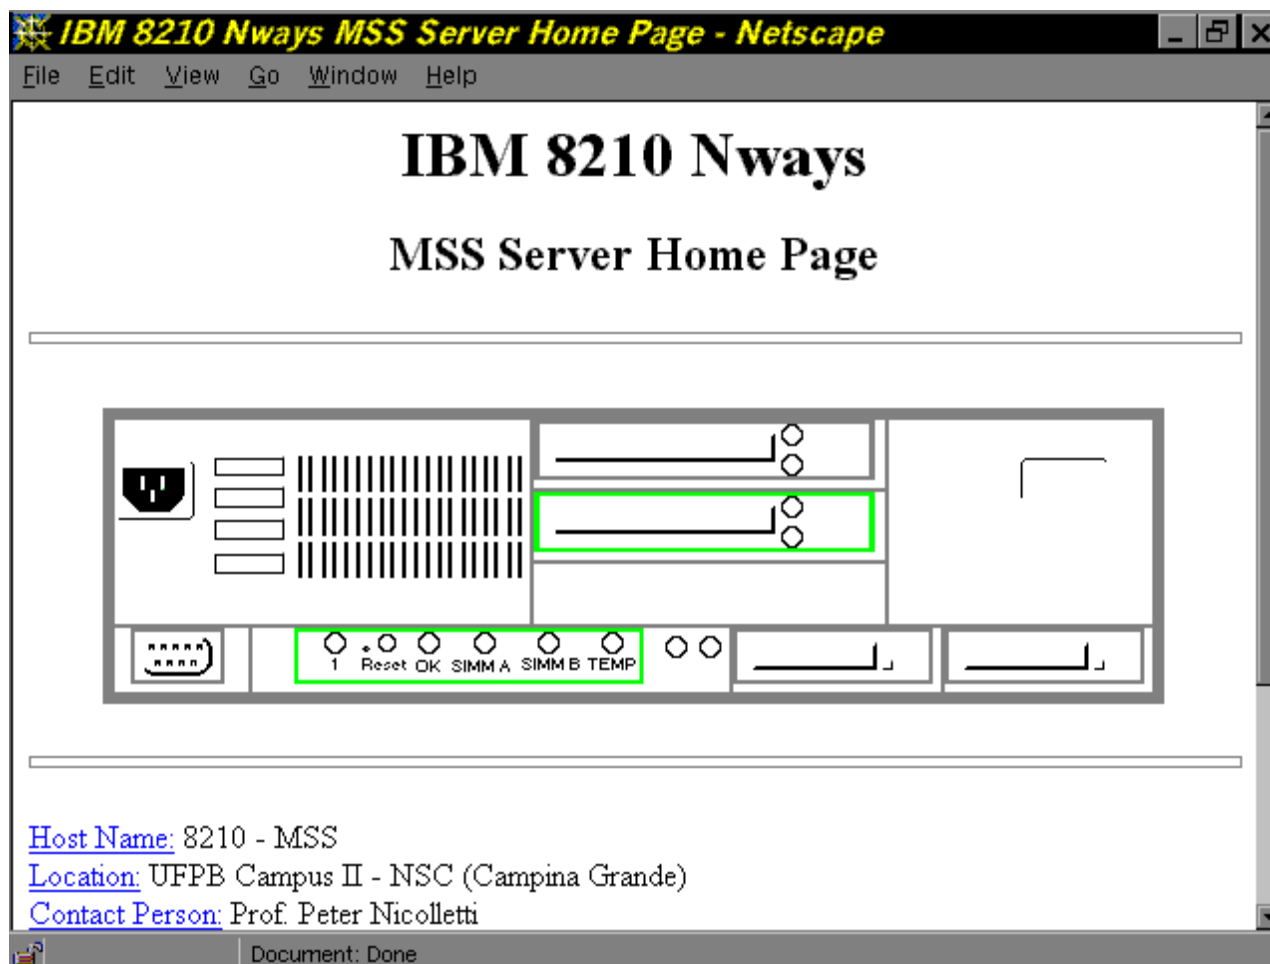 IBM 8210 Nways MSS Server Home Page - Netscape
File Edit View Go Window Help
IBM 8210 Nways
MSS Server Home Page
1 Reset OK SIMM A SIMM B TEMP
Host Name: 8210 - MSS
Location: UFPB Campus II - NSC (Campina Grande)
Contact Person: Prof. Peter Nicolletti
Document: Done